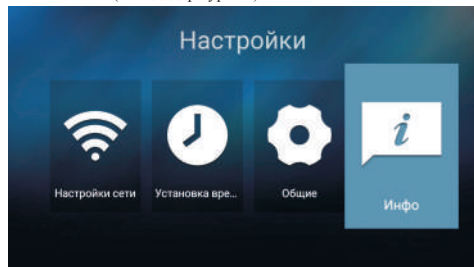 Настройки
Настройки сети
Установка вре...
Общие
Инфо